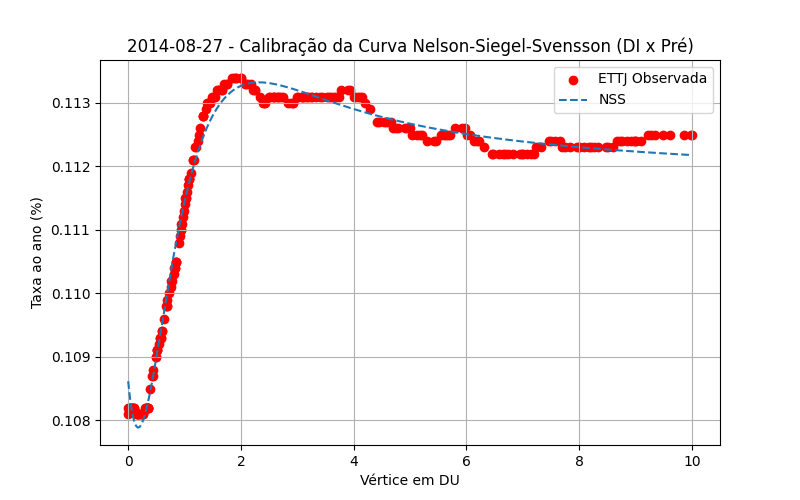 2014-08-27 - Calibração da Curva Nelson-Siegel-Svensson (DI x Pré)
ETTJ Observada
NSS
Taxa ao ano (%)
0.113
0.112
0.111
0.110
0.109
0.108
0 2 4 6 8 10
Vértice em DU